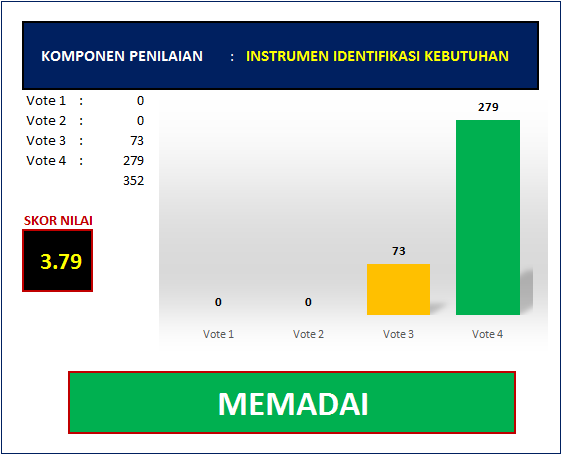 KOMPONEN PENILAIAN : INSTRUMEN IDENTIFIKASI KEBUTUHAN
Vote 1 : 0
Vote 2 : 0
Vote 3 : 73
Vote 4 : 279
352
SKOR NILAI
3.79
279
73
0 0
Vote 1 Vote 2 Vote 3 Vote 4
MEMADAI